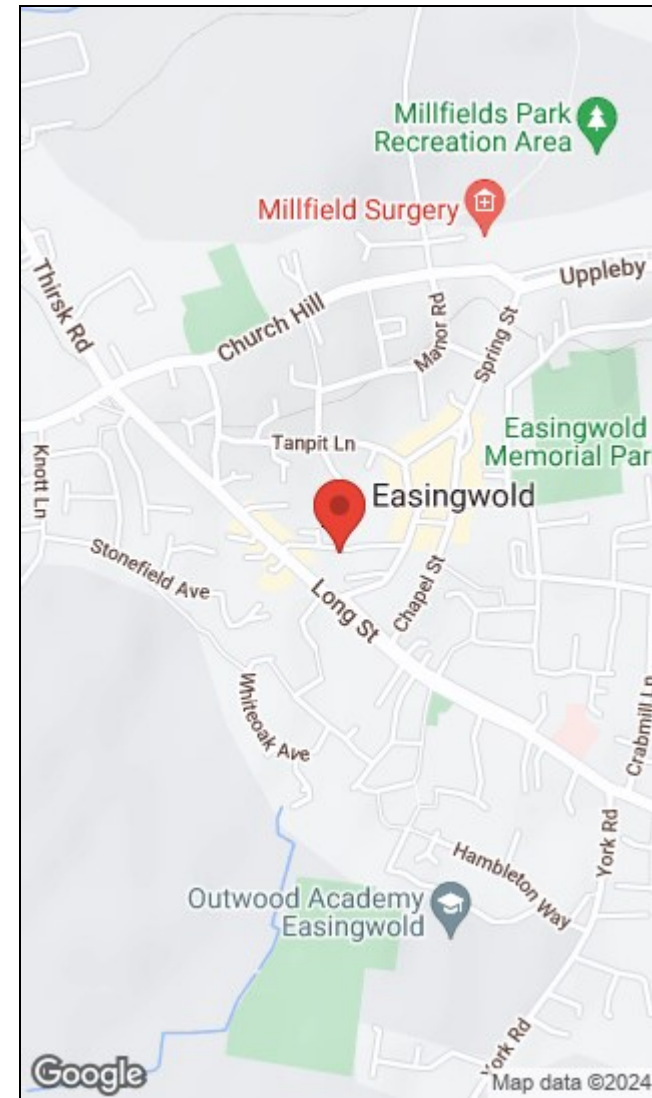 Millfields Park
Recreation Area
Millfield Surgery
Uppleby
Thirsk Rd
Church Hill
Manor Rd
Spring St
Easingwold
Memorial Par
Tanpit Ln
Knott Ln
Easingwold
Stonefield Ave
Long St
Chapel St
Whiteoak Ave
Crabmill Ln
York Rd
Hambleton Way
Outwood Academy
Easingwold
York Rd
Google
Map data ©2024